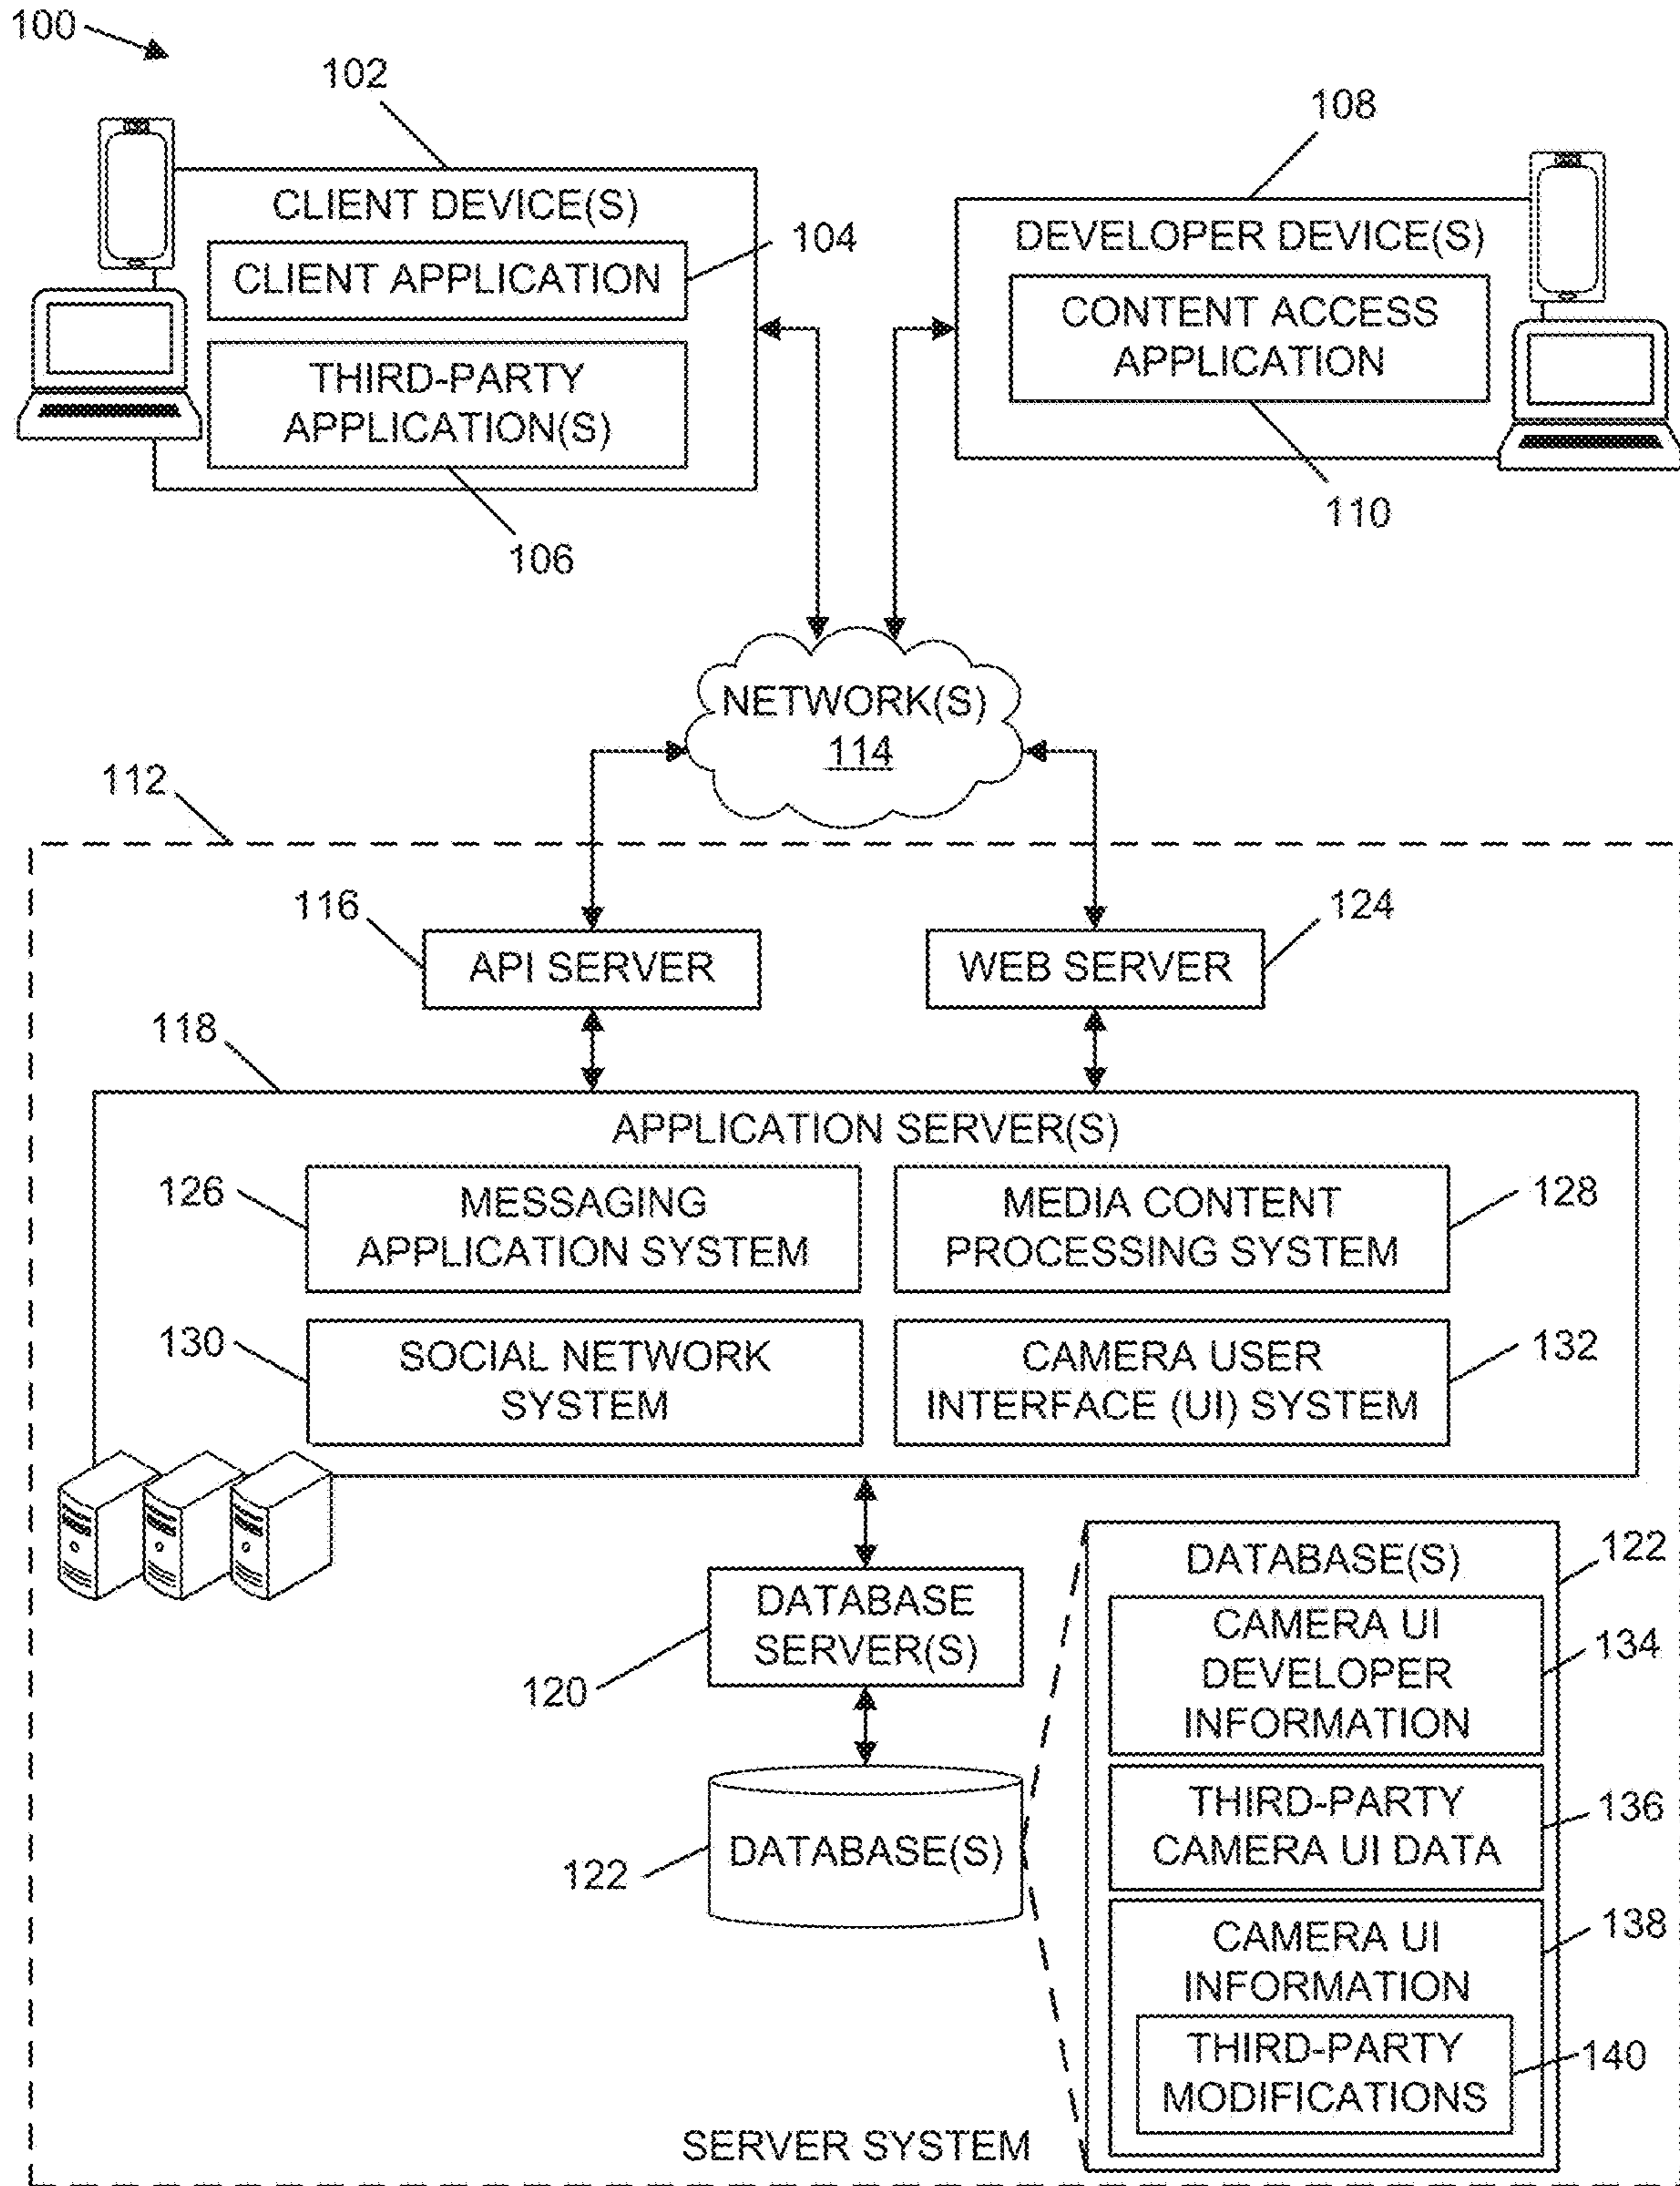 100
102
108
CLIENT DEVICE(S)
104
CLIENT APPLICATION
THIRD-PARTY
APPLICATION(S)
106
DEVELOPER DEVICE(S)
CONTENT ACCESS
APPLICATION
110
NETWORK(S)
114
112
116
API SERVER
124
WEB SERVER
118
APPLICATION SERVER(S)
126
MESSAGING
APPLICATION SYSTEM
MEDIA CONTENT
PROCESSING SYSTEM
128
130
SOCIAL NETWORK
SYSTEM
CAMERA USER
INTERFACE (UI) SYSTEM
132
DATABASE
SERVER(S)
120
DATABASE(S)
122
DATABASE(S)
122
CAMERA UI
DEVELOPER
INFORMATION
134
THIRD-PARTY
CAMERA UI DATA
136
CAMERA UI
INFORMATION
138
THIRD-PARTY
MODIFICATIONS
140
SERVER SYSTEM